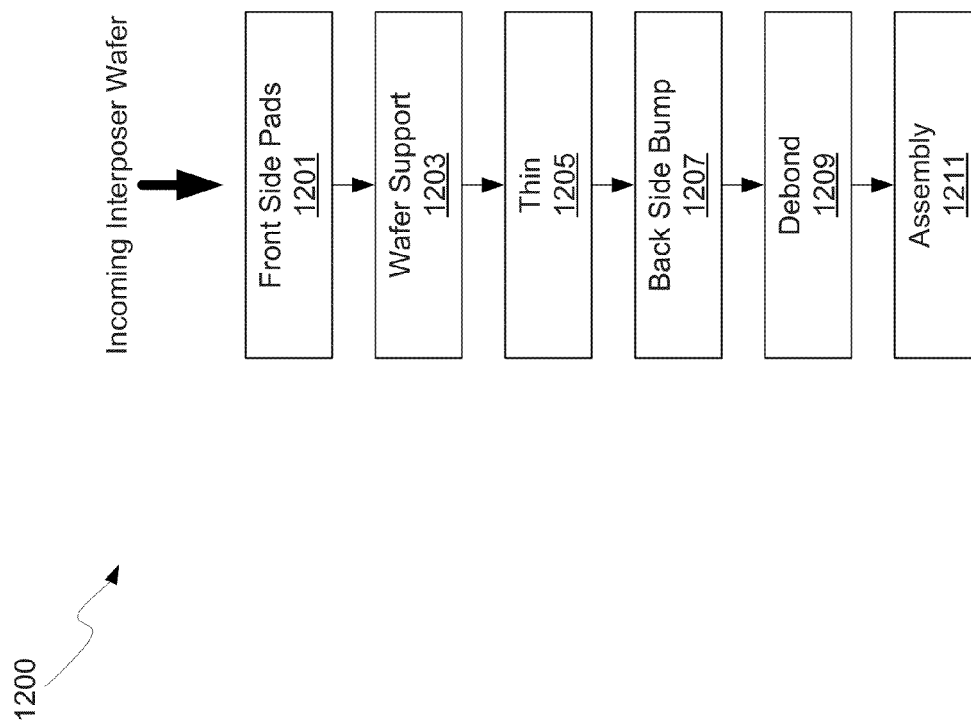 1200
Incoming Interposer Wafer
Front Side Pads
1201
Wafer Support
1203
Thin
1205
Back Side Bump
1207
Debond
1209
Assembly
1211